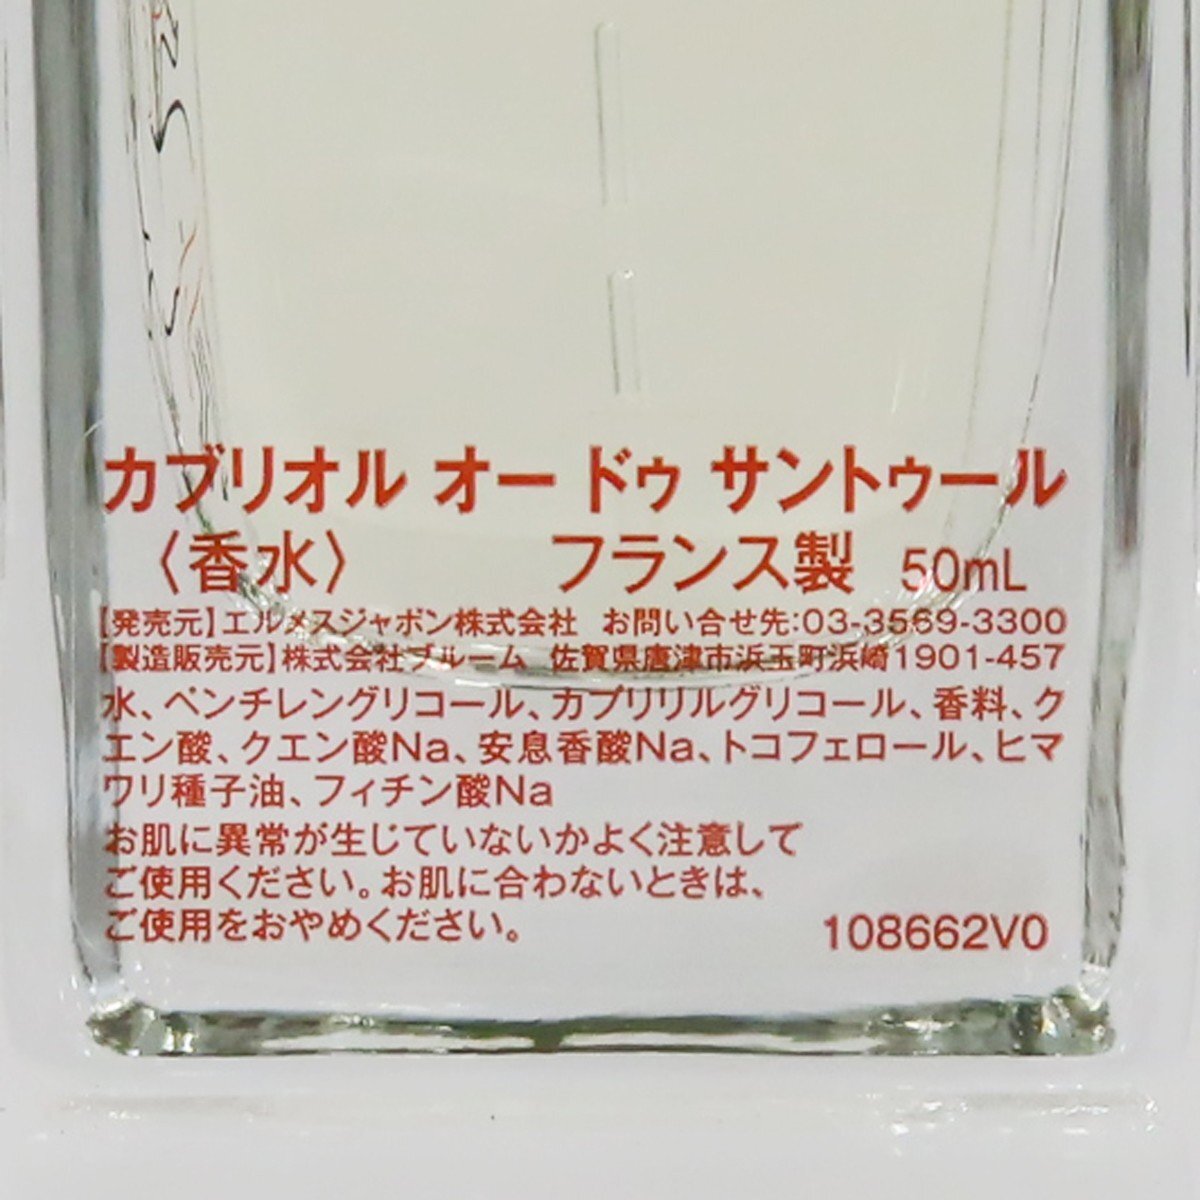 カブリオル オー ドゥ サントゥール
〈香水〉 フランス製 50mL
【発売元】エルメスジャポン株式会社 お問い合せ先:03-3569-3300
【製造販売元】株式会社ブルーム 佐賀県唐津市浜玉町浜崎1901-457
水、ペンチレングリコール、カプリリルグリコール、香料、ク
エン酸、クエン酸Na、安息香酸Na、トコフェロール、ヒマ
ワリ種子油、フィチン酸Na
お肌に異常が生じていないかよく注意して
ご使用ください。お肌に合わないときは、
ご使用をおやめください。 108662V0